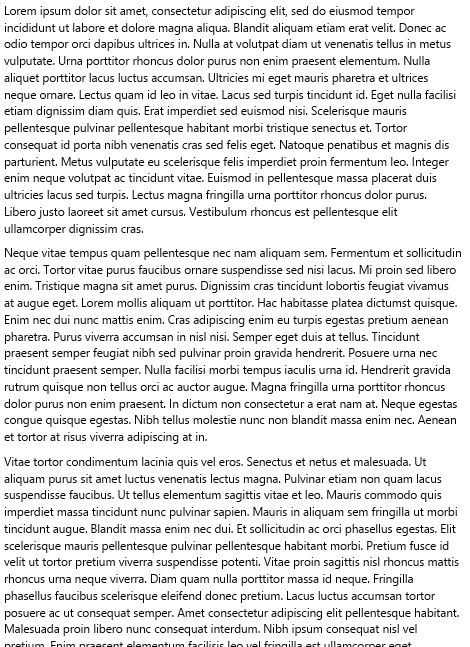 Lorem ipsum dolor sit amet, consectetur adipiscing elit, sed do eiusmod tempor
incididunt ut labore et dolore magna aliqua. Blandit aliquam etiam erat velit. Donec ac
odio tempor orci dapibus ultrices in. Nulla at volutpat diam ut venenatis tellus in metus
vulputate. Urna porttitor rhoncus dolor purus non enim praesent elementum. Nulla
aliquet porttitor lacus luctus accumsan. Ultricies mi eget mauris pharetra et ultrices
neque ornare. Lectus quam id leo in vitae. Lacus sed turpis tincidunt id. Eget nulla facilisi
etiam dignissim diam quis. Erat imperdiet sed euismod nisi. Scelerisque mauris
pellentesque pulvinar pellentesque habitant morbi tristique senectus et. Tortor
consequat id porta nibh venenatis cras sed felis eget. Natoque penatibus et magnis dis
parturient. Metus vulputate eu scelerisque felis imperdiet proin fermentum leo. Integer
enim neque volutpat ac tincidunt vitae. Euismod in pellentesque massa placerat duis
ultricies lacus sed turpis. Lectus magna fringilla urna porttitor rhoncus dolor purus.
Libero justo laoreet sit amet cursus. Vestibulum rhoncus est pellentesque elit
ullamcorper dignissim cras.
Neque vitae tempus quam pellentesque nec nam aliquam sem. Fermentum et sollicitudin
ac orci. Tortor vitae purus faucibus ornare suspendisse sed nisi lacus. Mi proin sed libero
enim. Tristique magna sit amet purus. Dignissim cras tincidunt lobortis feugiat vivamus
at augue eget. Lorem mollis aliquam ut porttitor. Hac habitasse platea dictumst quisque.
Enim nec dui nunc mattis enim. Cras adipiscing enim eu turpis egestas pretium aenean
pharetra. Purus viverra accumsan in nisl nisi. Semper eget duis at tellus. Tincidunt
praesent semper feugiat nibh sed pulvinar proin gravida hendrerit. Posuere urna nec
tincidunt praesent semper. Nulla facilisi morbi tempus iaculis urna id. Hendrerit gravida
rutrum quisque non tellus orci ac auctor augue. Magna fringilla urna porttitor rhoncus
dolor purus non enim praesent. In dictum non consectetur a erat nam at. Neque egestas
congue quisque egestas. Nibh tellus molestie nunc non blandit massa enim nec. Aenean
et tortor at risus viverra adipiscing at in.
Vitae tortor condimentum lacinia quis vel eros. Senectus et netus et malesuada. Ut
aliquam purus sit amet luctus venenatis lectus magna. Pulvinar etiam non quam lacus
suspendisse faucibus. Ut tellus elementum sagittis vitae et leo. Mauris commodo quis
imperdiet massa tincidunt nunc pulvinar sapien. Mauris in aliquam sem fringilla ut morbi
tincidunt augue. Blandit massa enim nec dui. Et sollicitudin ac orci phasellus egestas. Elit
scelerisque mauris pellentesque pulvinar pellentesque habitant morbi. Pretium fusce id
velit ut tortor pretium viverra suspendisse potenti. Vitae proin sagittis nisl rhoncus mattis
rhoncus urna neque viverra. Diam quam nulla porttitor massa id neque. Fringilla
phasellus faucibus scelerisque eleifend donec pretium. Lacus luctus accumsan tortor
posuere ac ut consequat semper. Amet consectetur adipiscing elit pellentesque habitant.
Malesuada proin libero nunc consequat interdum. Nibh ipsum consequat nisl vel
pretium. Enim praesent elementum facilisis leo vel fringilla est ullamcorper eget